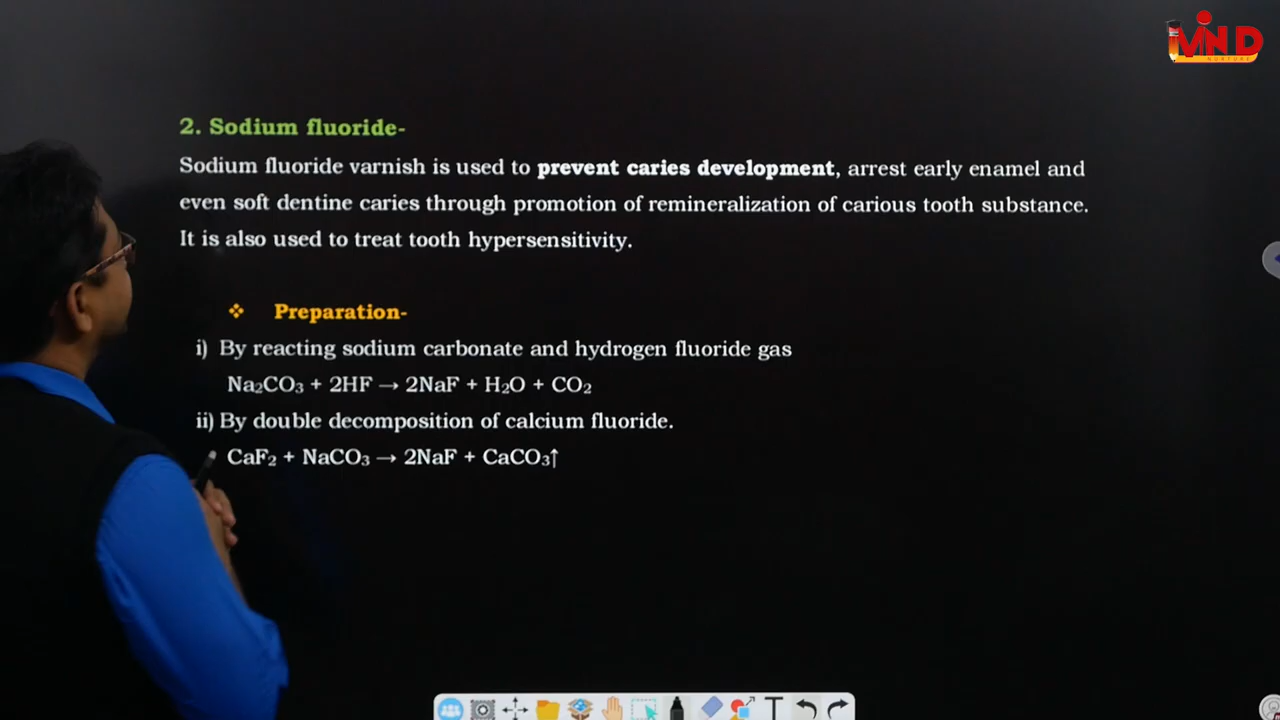 MIND
NURTURE
2. Sodium fluoride-
Sodium fluoride varnish is used to prevent caries development, arrest early enamel and
even soft dentine caries through promotion of remineralization of carious tooth substance.
It is also used to treat tooth hypersensitivity.
❖ Preparation-
i) By reacting sodium carbonate and hydrogen fluoride gas
Na₂CO₃ + 2HF → 2NaF + H₂O + CO₂
ii) By double decomposition of calcium fluoride.
CaF₂ + NaCO₃ → 2NaF + CaCO₃↑
T